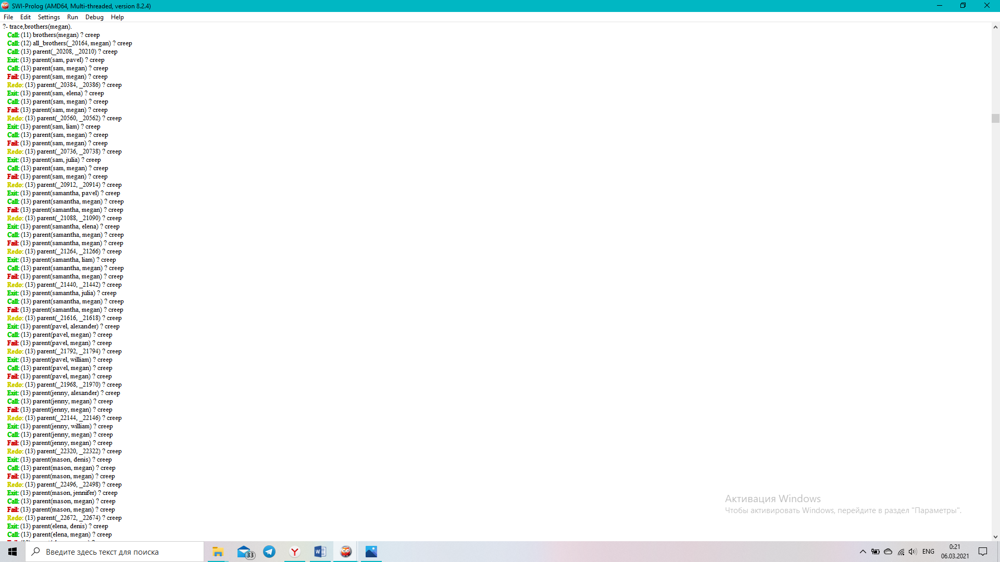 SWI-Prolog (AMD64, Multi-threaded, version 8.2.4)
File Edit Settings Run Debug Help
?- trace,brothers(megan).
Call: (11) brothers(megan) ? creep
Call: (12) all_brothers(_20164, megan) ? creep
Call: (13) parent(_20208, _20210) ? creep
Exit: (13) parent(sam, pavel) ? creep
Call: (13) parent(sam, megan) ? creep
Fail: (13) parent(sam, megan) ? creep
Redo: (13) parent(_20384, _20386) ? creep
Exit: (13) parent(sam, elena) ? creep
Call: (13) parent(sam, megan) ? creep
Fail: (13) parent(sam, megan) ? creep
Redo: (13) parent(_20560, _20562) ? creep
Exit: (13) parent(sam, liam) ? creep
Call: (13) parent(sam, megan) ? creep
Fail: (13) parent(sam, megan) ? creep
Redo: (13) parent(_20736, _20738) ? creep
Exit: (13) parent(sam, julia) ? creep
Call: (13) parent(sam, megan) ? creep
Fail: (13) parent(sam, megan) ? creep
Redo: (13) parent(_20912, _20914) ? creep
Exit: (13) parent(samantha, pavel) ? creep
Call: (13) parent(samantha, megan) ? creep
Fail: (13) parent(samantha, megan) ? creep
Redo: (13) parent(_21088, _21090) ? creep
Exit: (13) parent(samantha, elena) ? creep
Call: (13) parent(samantha, megan) ? creep
Fail: (13) parent(samantha, megan) ? creep
Redo: (13) parent(_21264, _21266) ? creep
Exit: (13) parent(samantha, liam) ? creep
Call: (13) parent(samantha, megan) ? creep
Fail: (13) parent(samantha, megan) ? creep
Redo: (13) parent(_21440, _21442) ? creep
Exit: (13) parent(samantha, julia) ? creep
Call: (13) parent(samantha, megan) ? creep
Fail: (13) parent(samantha, megan) ? creep
Redo: (13) parent(_21616, _21618) ? creep
Exit: (13) parent(pavel, alexander) ? creep
Call: (13) parent(pavel, megan) ? creep
Fail: (13) parent(pavel, megan) ? creep
Redo: (13) parent(_21792, _21794) ? creep
Exit: (13) parent(pavel, william) ? creep
Call: (13) parent(pavel, megan) ? creep
Fail: (13) parent(pavel, megan) ? creep
Redo: (13) parent(_21968, _21970) ? creep
Exit: (13) parent(jenny, alexander) ? creep
Call: (13) parent(jenny, megan) ? creep
Fail: (13) parent(jenny, megan) ? creep
Redo: (13) parent(_22144, _22146) ? creep
Exit: (13) parent(jenny, william) ? creep
Call: (13) parent(jenny, megan) ? creep
Fail: (13) parent(jenny, megan) ? creep
Redo: (13) parent(_22320, _22322) ? creep
Exit: (13) parent(mason, denis) ? creep
Call: (13) parent(mason, megan) ? creep
Fail: (13) parent(mason, megan) ? creep
Redo: (13) parent(_22496, _22498) ? creep
Exit: (13) parent(mason, jennifer) ? creep
Call: (13) parent(mason, megan) ? creep
Fail: (13) parent(mason, megan) ? creep
Redo: (13) parent(_22672, _22674) ? creep
Exit: (13) parent(elena, denis) ? creep
Call: (13) parent(elena, megan) ? creep
Активация Windows
Чтобы активировать Windows, перейдите в раздел "Параметры".
Введите здесь текст для поиска
33
ENG
0:21
06.03.2021